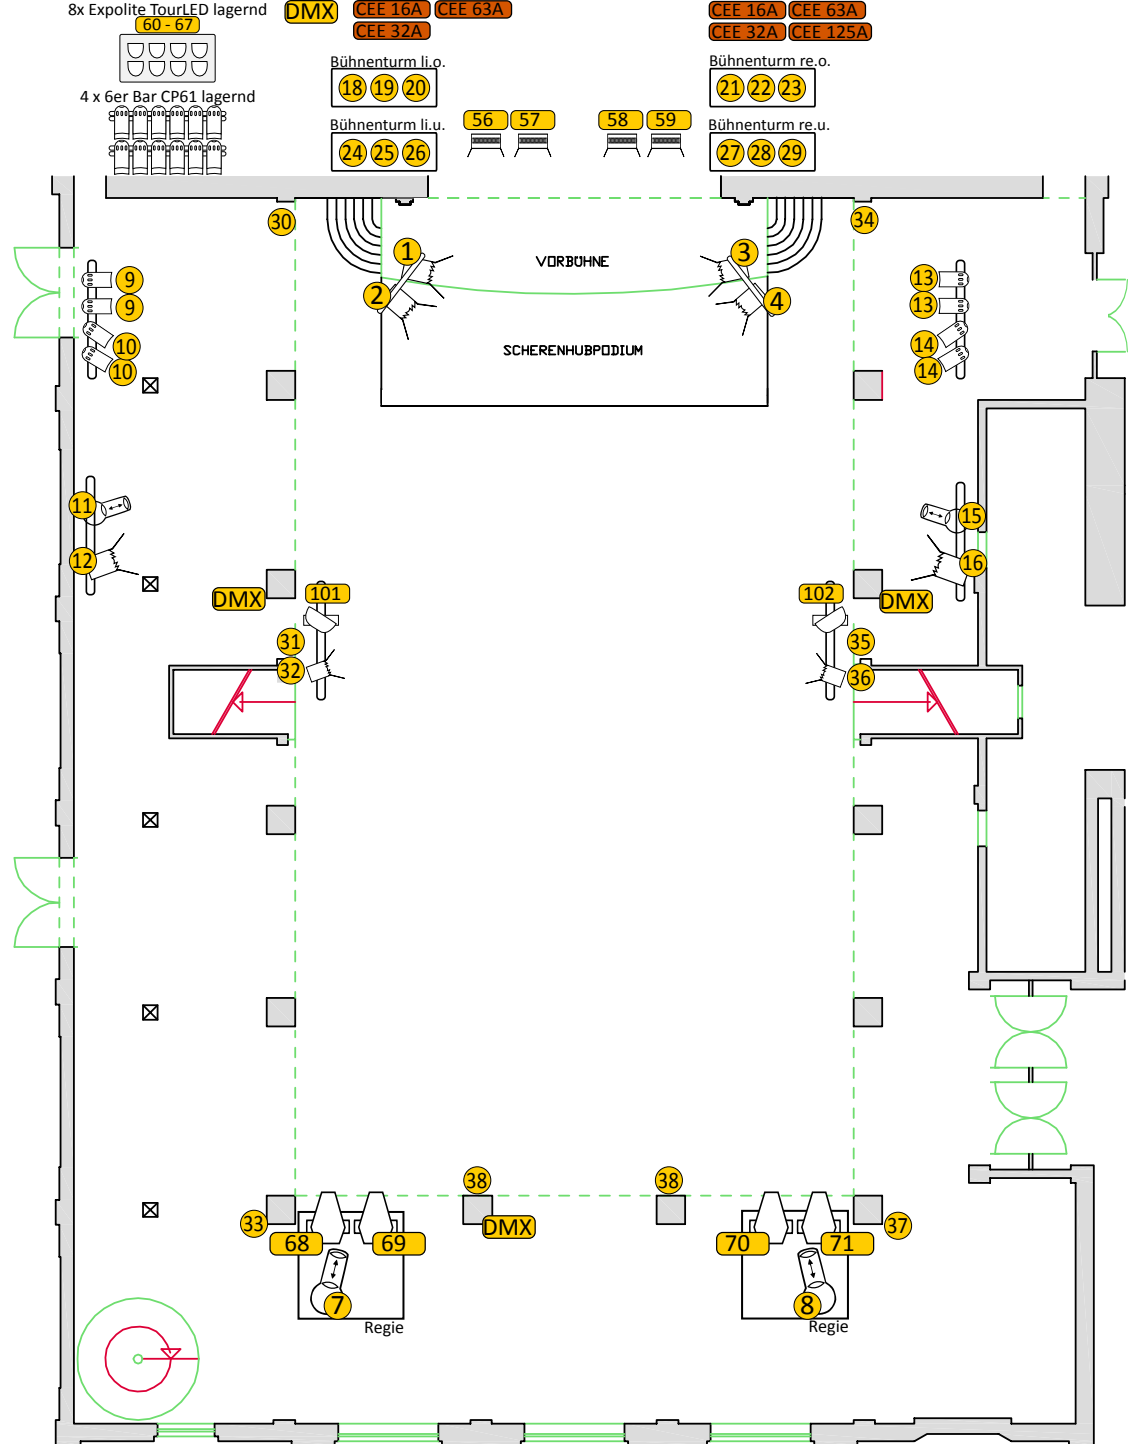 8x Expolite TourLED lagernd
60 - 67
DMX
CEE 16A
CEE 63A
CEE 32A
CEE 16A
CEE 63A
CEE 32A
CEE 125A
4 x 6er Bar CP61 lagernd
Bühnenturm li.o.
18 19 20
Bühnenturm re.o.
21 22 23
Bühnenturm li.u.
24 25 26
56
57
58
59
Bühnenturm re.u.
27 28 29
30
34
1
2
3
4
VORBÜHNE
SCHERENHUBPODIUM
9
9
10
10
13
13
14
14
11
12
15
16
DMX
101
102
DMX
31
32
35
36
38
38
33
DMX
37
68
69
70
71
7
8
Regie
Regie